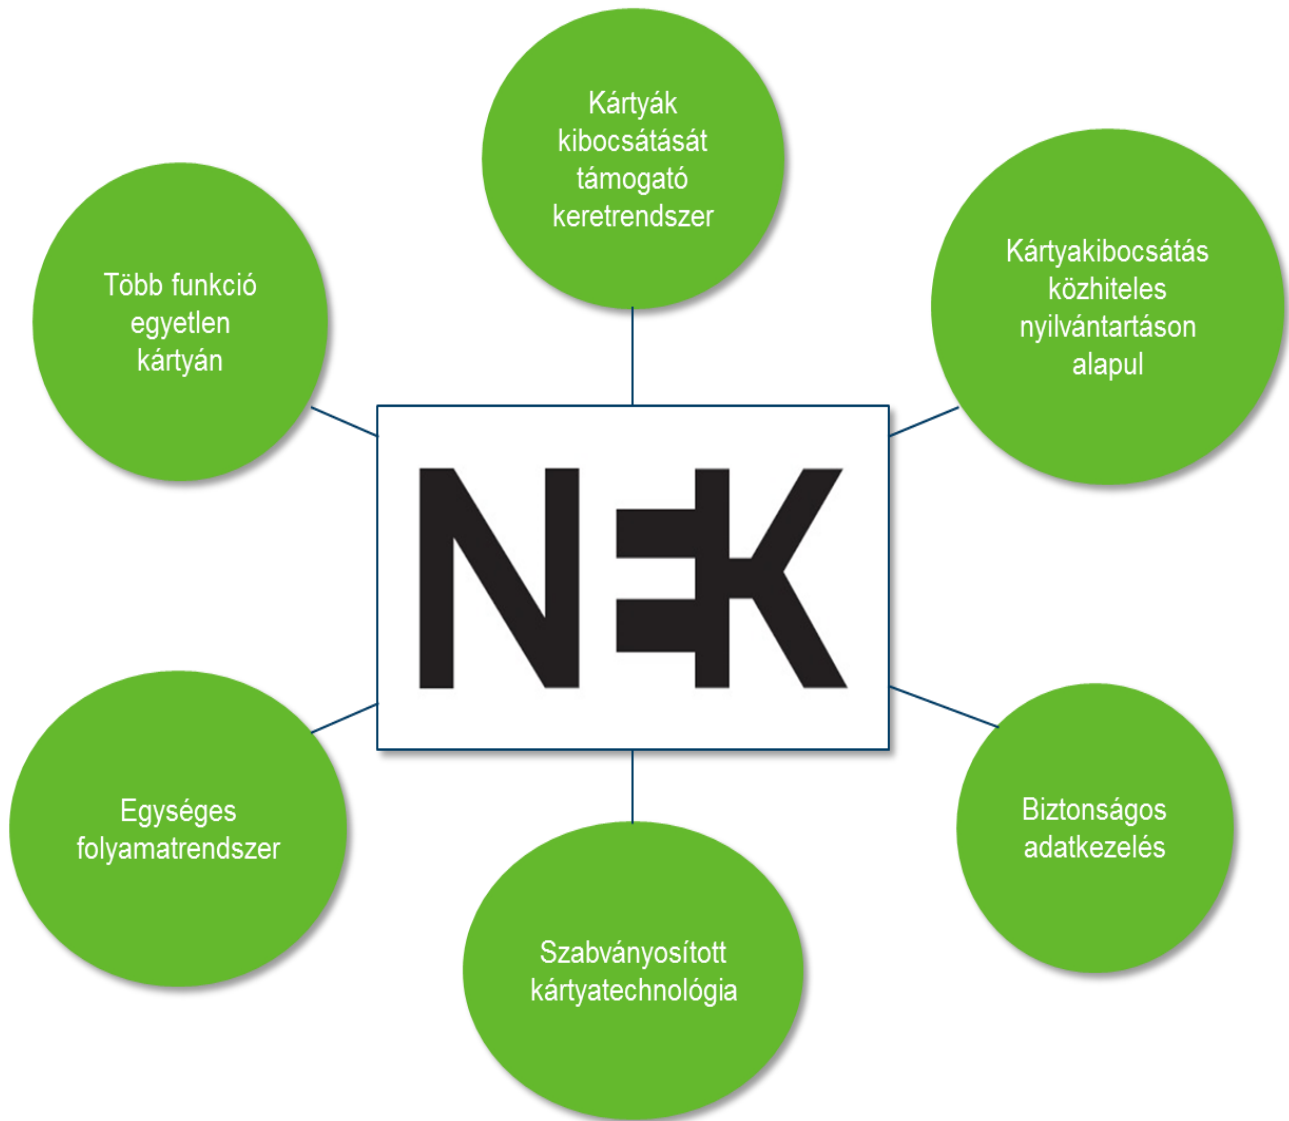 Kártyák
kibocsátását
támogató
keretrendszer
Több funkció
egyetlen
kártyán
Kártyakibocsátás
közhiteles
nyilvántartáson
alapul
NEK
Egységes
folyamatrendszer
Biztonságos
adatkezelés
Szabványosított
kártyatechnológia